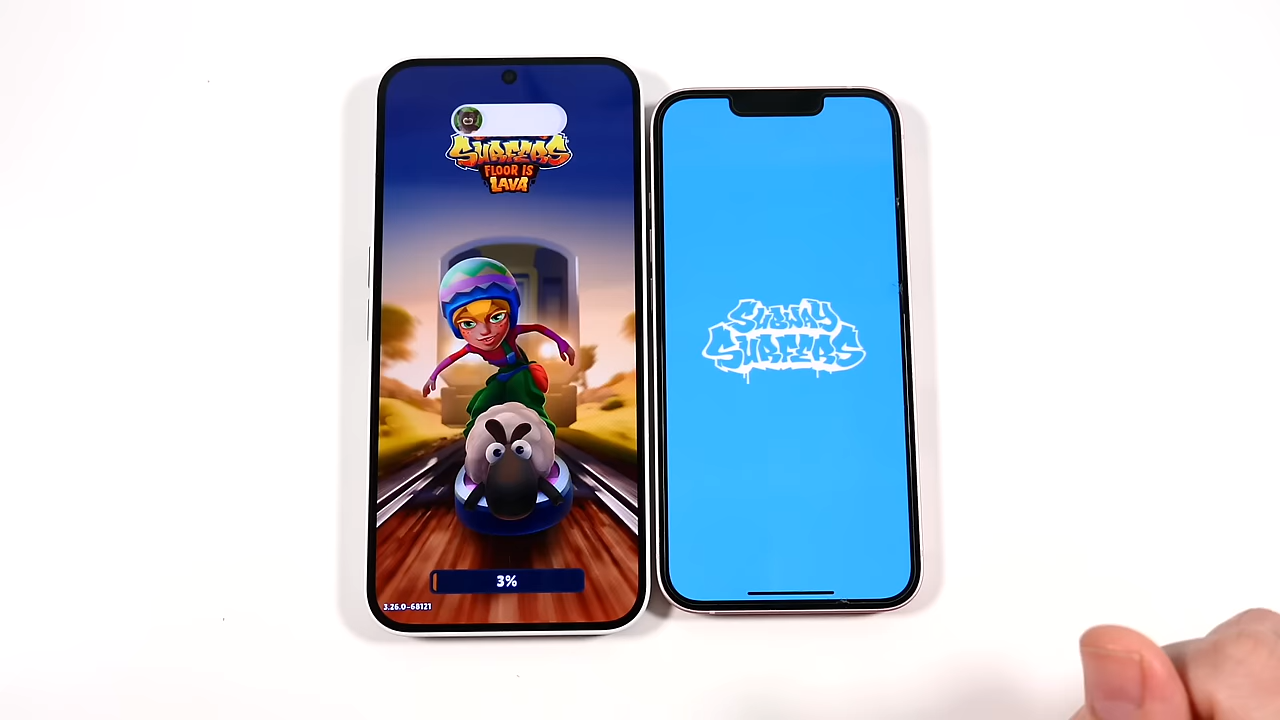 SURFERS
FLOOR IS
LAVA
3%
3.26.0-68121
SUBWAY
SURFERS